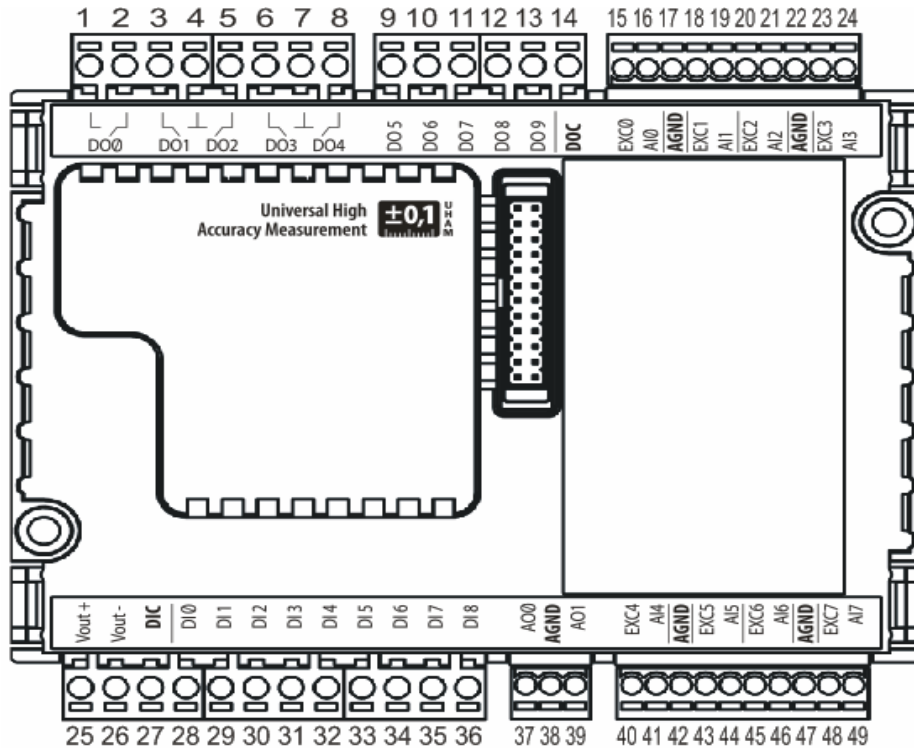 1 2 3 4 5 6 7 8 9 10 11 12 13 14 15 16 17 18 19 20 21 22 23 24
DO0 DO1 DO2 DO3 DO4 DO5 DO6 DO7 DO8 DO9 DOC EXC0 AI0 AGND EXC1 AI1 EXC2 AI2 AGND EXC3 AI3
Universal High
Accuracy Measurement
±0,1
UHAM
Vout+ Vout- DIC DI0 DI1 DI2 DI3 DI4 DI5 DI6 DI7 DI8 AO0 AGND AO1 EXC4 AI4 AGND EXC5 AI5 EXC6 AI6 AGND EXC7 AI7
25 26 27 28 29 30 31 32 33 34 35 36 37 38 39 40 41 42 43 44 45 46 47 48 49